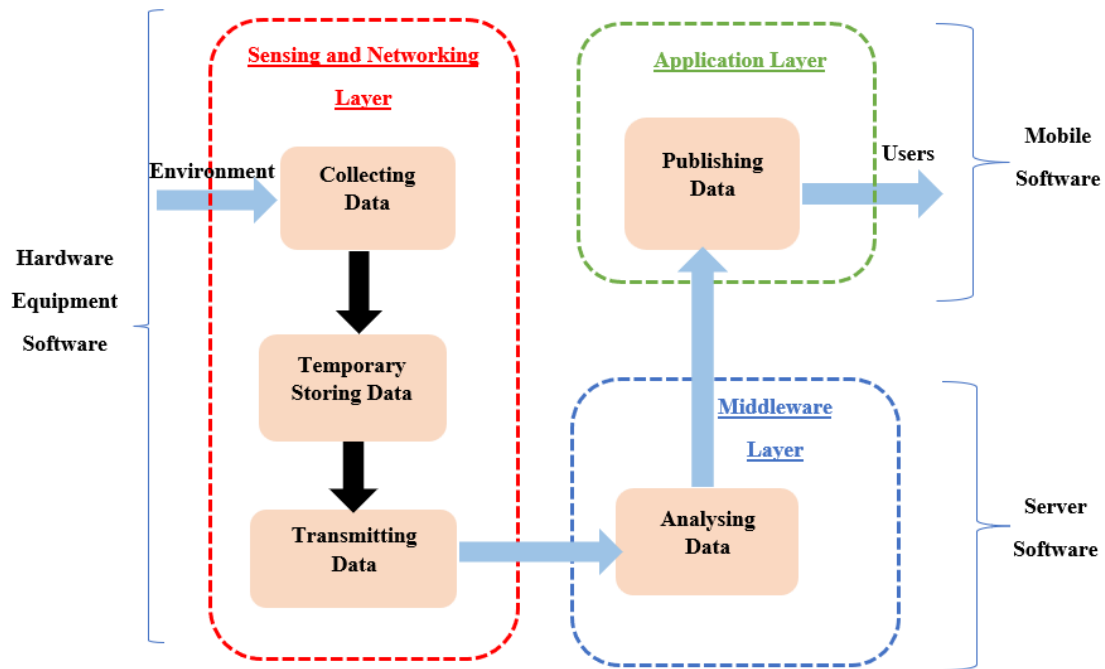 Hardware
Equipment
Software
Sensing and Networking
Layer
Environment
Collecting
Data
Temporary
Storing Data
Transmitting
Data
Application Layer
Publishing
Data
Users
Mobile
Software
Middleware
Layer
Analysing
Data
Server
Software